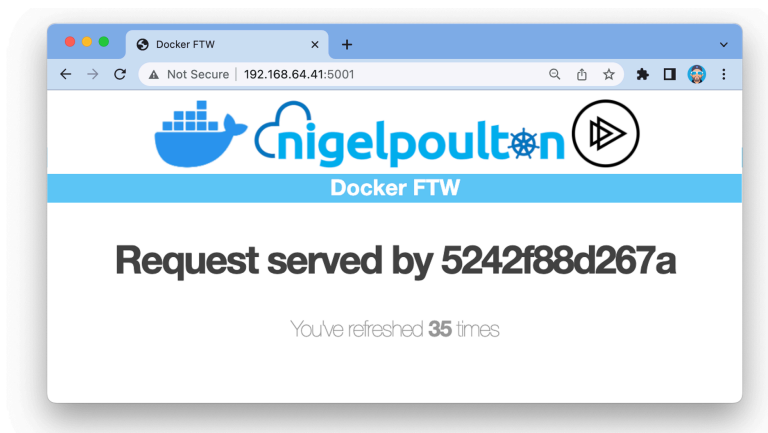 Docker FTW
Not Secure | 192.168.64.41:5001
nigelpoulton
Docker FTW
Request served by 5242f88d267a
You've refreshed 35 times